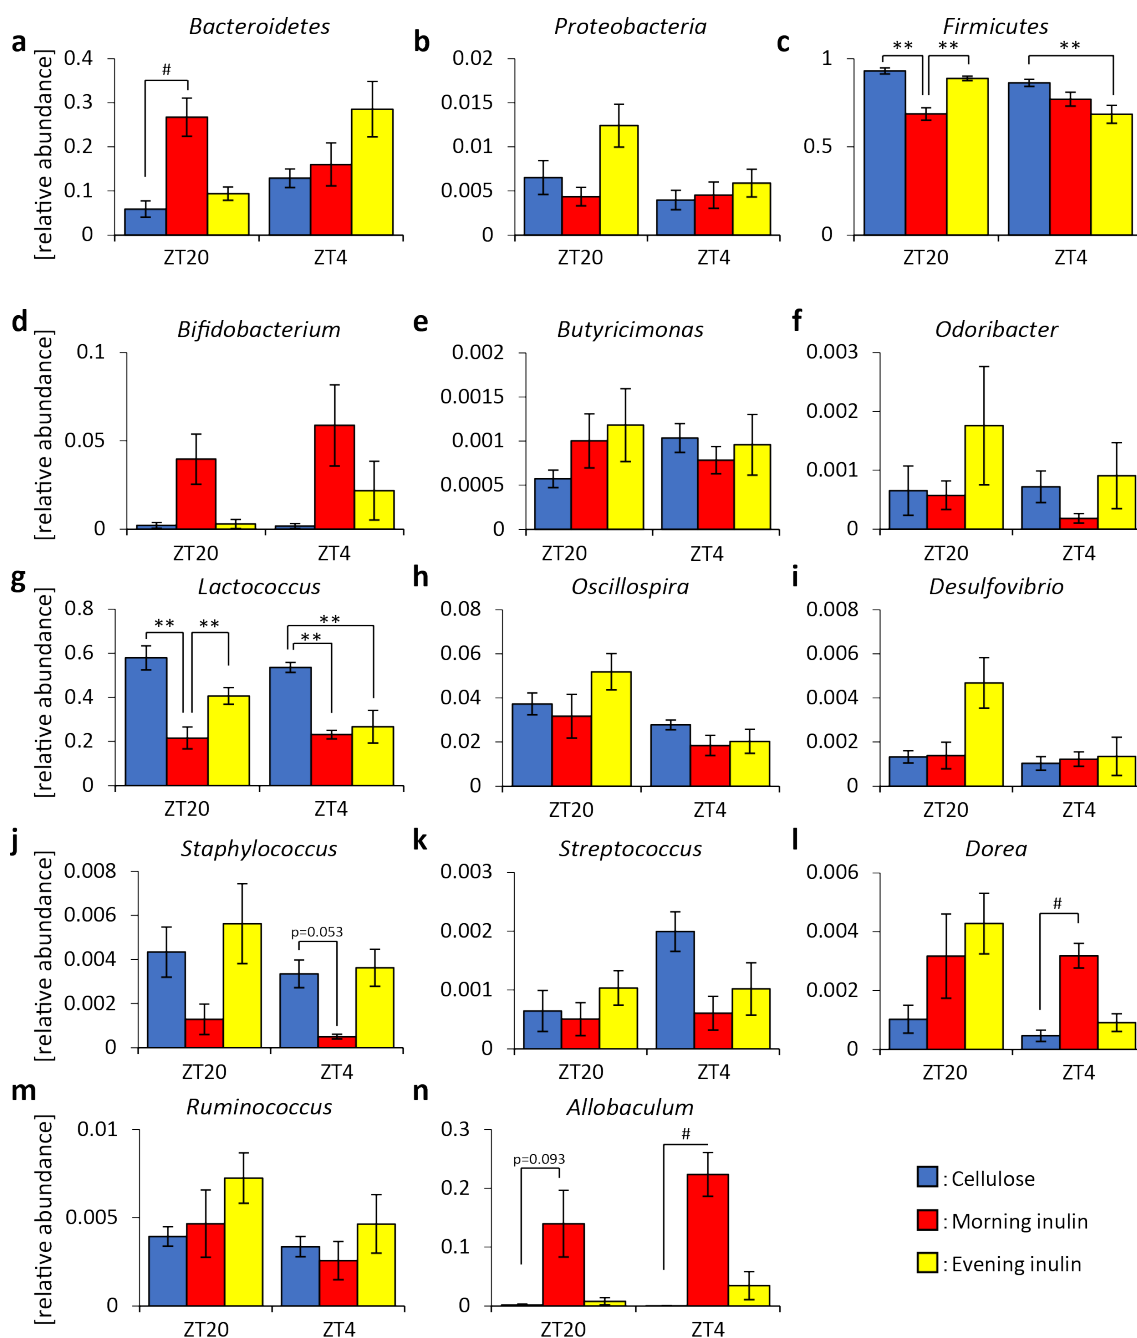 a
Bacteroidetes
[relative abundance]
0.4
0.3
0.2
0.1
0
#
ZT20
ZT4
b
Proteobacteria
0.02
0.015
0.01
0.005
0
ZT20
ZT4
c
Firmicutes
1
0.5
0
**
**
**
ZT20
ZT4
d
Bifidobacterium
[relative abundance]
0.1
0.05
0
ZT20
ZT4
e
Butyricimonas
0.002
0.0015
0.001
0.0005
0
ZT20
ZT4
f
Odoribacter
0.003
0.002
0.001
0
ZT20
ZT4
g
Lactococcus
[relative abundance]
0.8
0.6
0.4
0.2
0
**
**
**
**
ZT20
ZT4
h
Oscillospira
0.08
0.06
0.04
0.02
0
ZT20
ZT4
i
Desulfovibrio
0.008
0.006
0.004
0.002
0
ZT20
ZT4
j
Staphylococcus
[relative abundance]
0.008
0.006
0.004
0.002
0
p=0.053
ZT20
ZT4
k
Streptococcus
0.003
0.002
0.001
0
ZT20
ZT4
l
Dorea
0.006
0.004
0.002
0
#
ZT20
ZT4
m
Ruminococcus
[relative abundance]
0.01
0.005
0
ZT20
ZT4
n
Allobaculum
0.3
0.2
0.1
0
p=0.093
#
ZT20
ZT4
: Cellulose
: Morning inulin
: Evening inulin